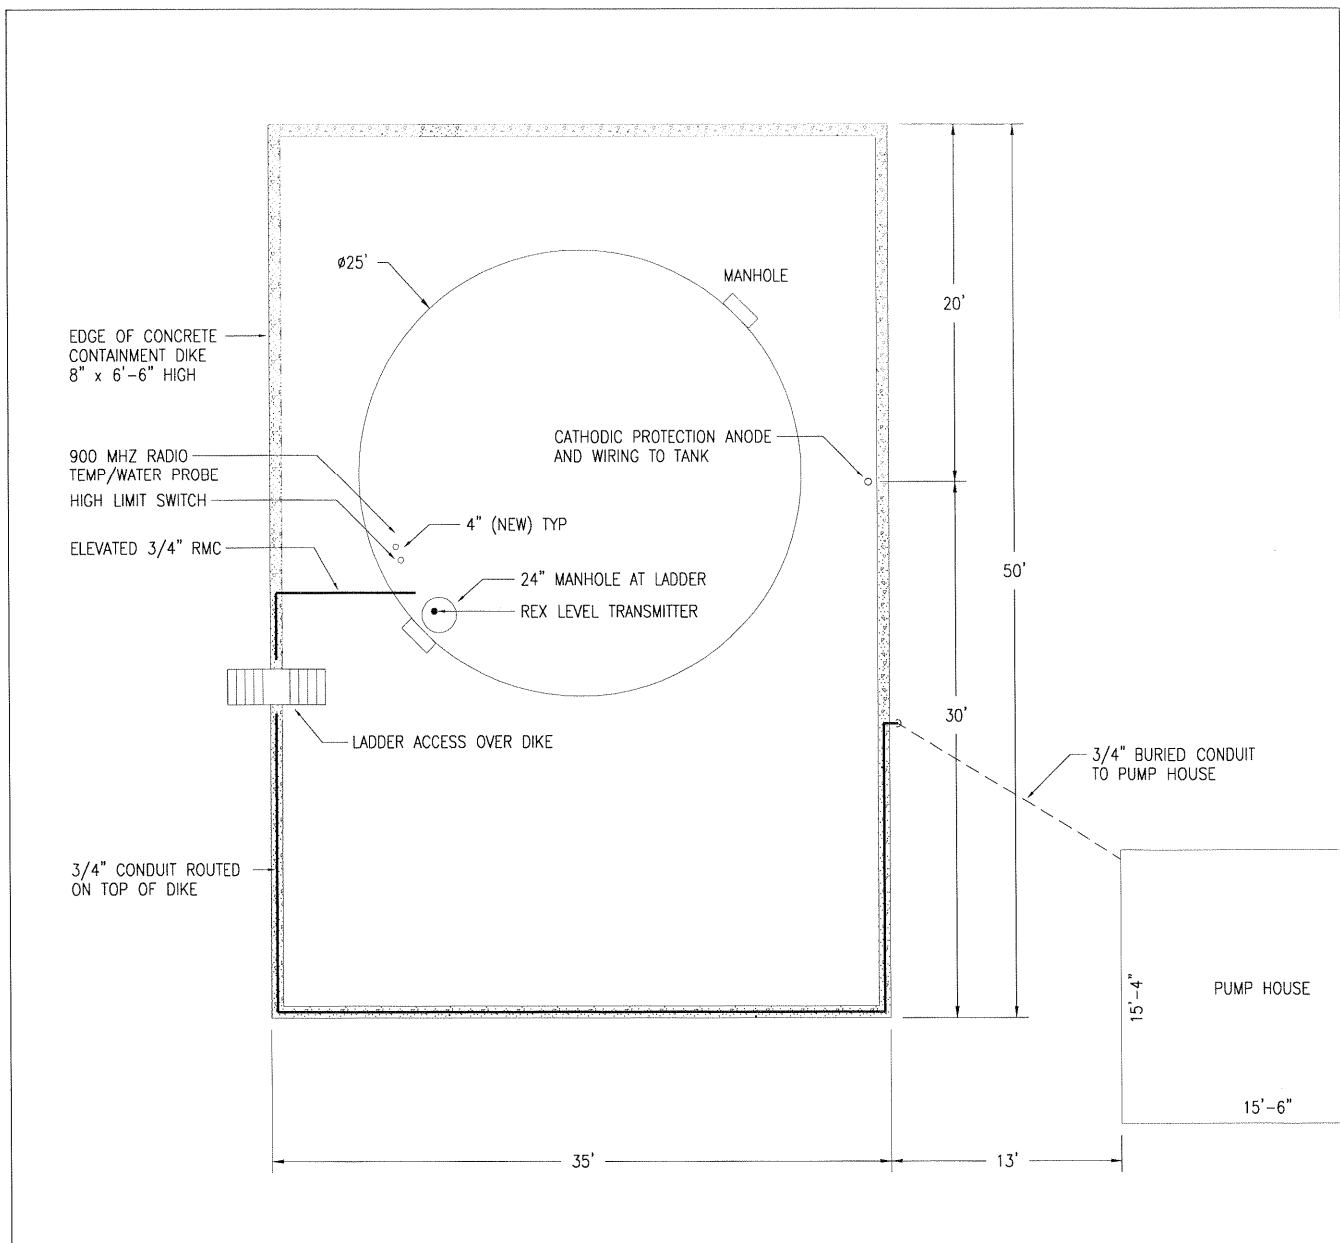 ø25'
MANHOLE
20'
EDGE OF CONCRETE
CONTAINMENT DIKE
8" x 6'-6" HIGH
CATHODIC PROTECTION ANODE
AND WIRING TO TANK
900 MHZ RADIO
TEMP/WATER PROBE
HIGH LIMIT SWITCH
4" (NEW) TYP
ELEVATED 3/4" RMC
50'
24" MANHOLE AT LADDER
REX LEVEL TRANSMITTER
30'
LADDER ACCESS OVER DIKE
3/4" BURIED CONDUIT
TO PUMP HOUSE
3/4" CONDUIT ROUTED
ON TOP OF DIKE
15'-4"
PUMP HOUSE
15'-6"
35'
13'